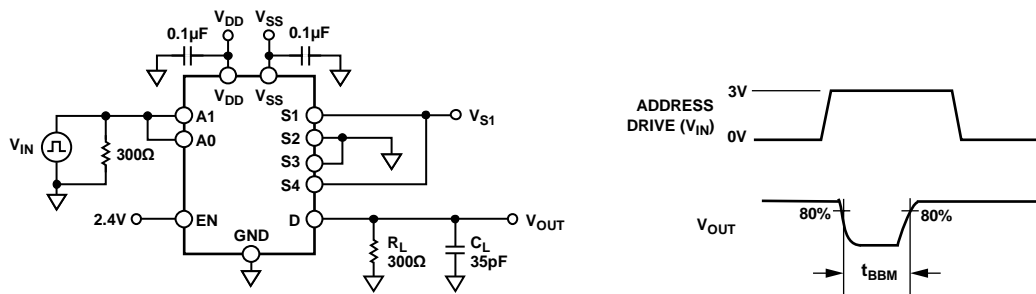 VDD VSS
0.1µF 0.1µF
VDD VSS
A1 S1 VS1
A0 S2
VIN 300Ω S3
S4
2.4V EN D VOUT
GND
RL
300Ω
CL
35pF
ADDRESS
DRIVE (VIN)
3V
0V
VOUT
80% 80%
tBBM